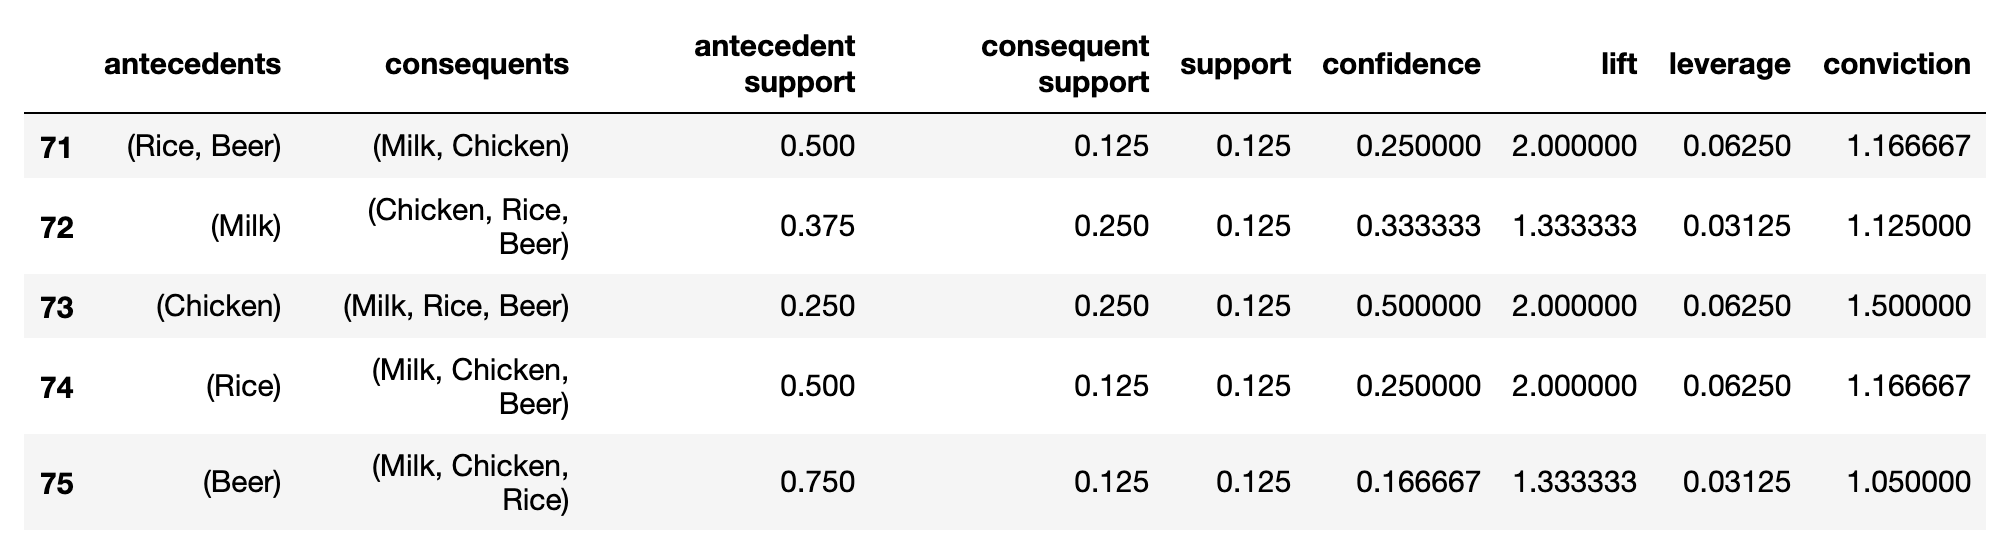 antecedents consequents antecedent support consequent support support confidence lift leverage conviction
71 (Rice, Beer) (Milk, Chicken) 0.500 0.125 0.125 0.250000 2.000000 0.06250 1.166667
72 (Milk) (Chicken, Rice, Beer) 0.375 0.250 0.125 0.333333 1.333333 0.03125 1.125000
73 (Chicken) (Milk, Rice, Beer) 0.250 0.250 0.125 0.500000 2.000000 0.06250 1.500000
74 (Rice) (Milk, Chicken, Beer) 0.500 0.125 0.125 0.250000 2.000000 0.06250 1.166667
75 (Beer) (Milk, Chicken, Rice) 0.750 0.125 0.125 0.166667 1.333333 0.03125 1.050000